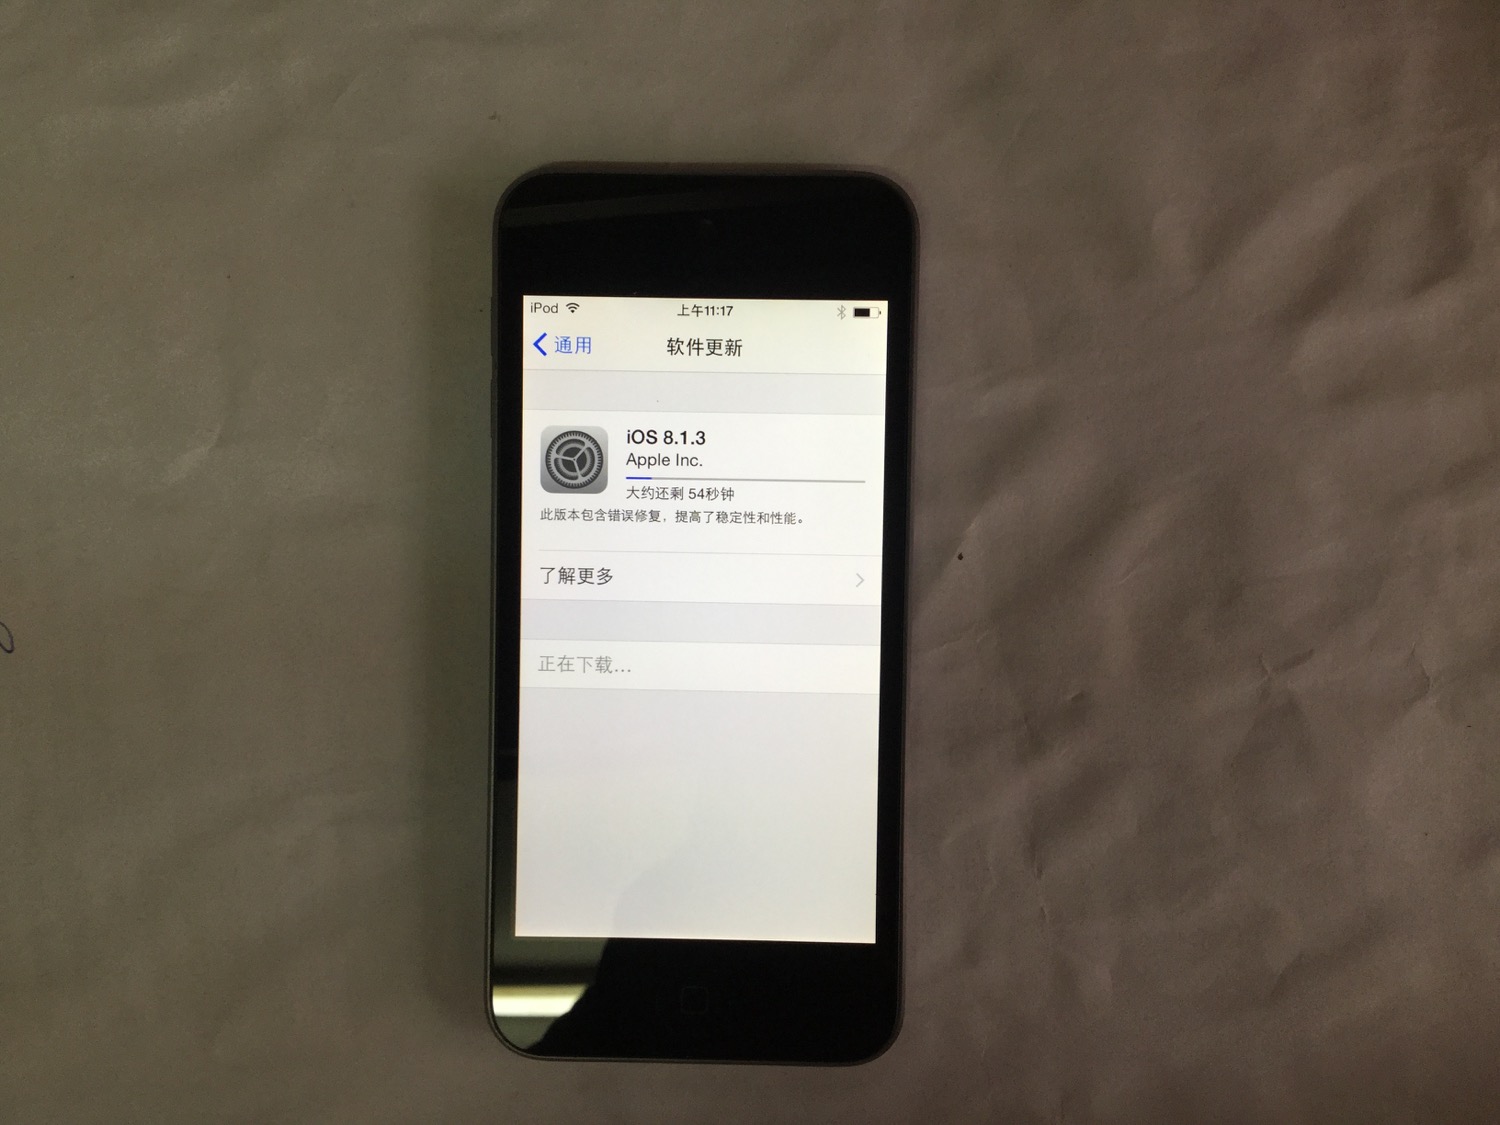 iPod 上午11:17
通用 软件更新
iOS 8.1.3
Apple Inc.
大约还剩 54秒钟
此版本包含错误修复，提高了稳定性和性能。
了解更多
正在下载...